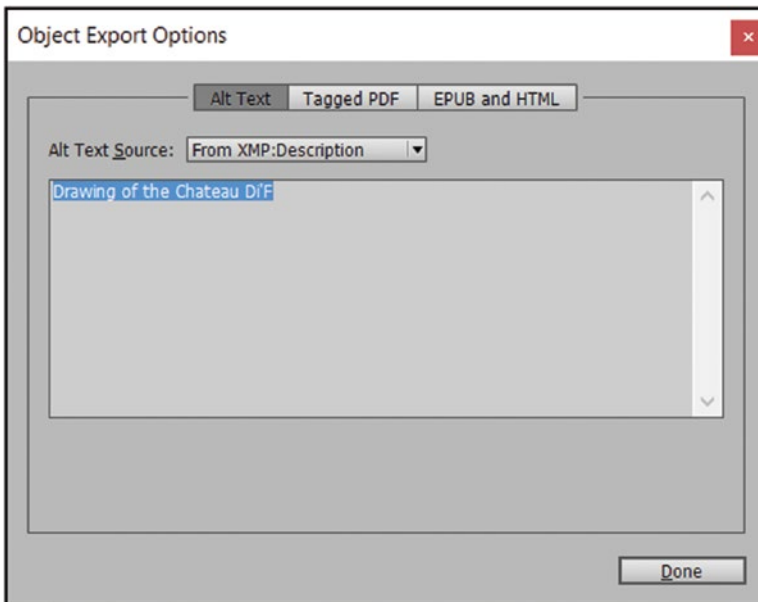 Object Export Options
×
Alt Text Tagged PDF EPUB and HTML
Alt Text Source: From XMP:Description
Drawing of the Chateau Di'F
Done